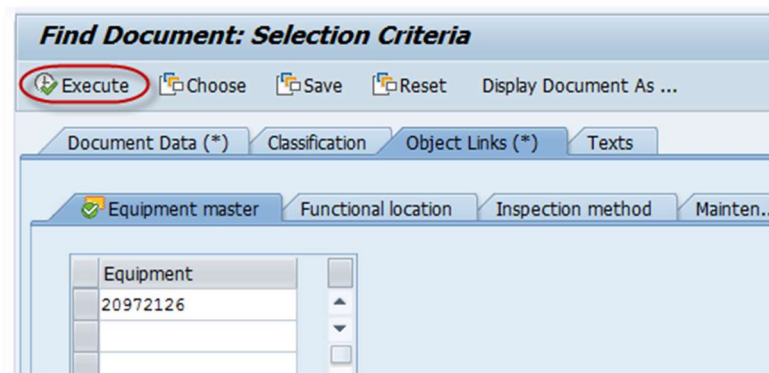 Find Document: Selection Criteria
Execute Choose Save Reset Display Document As ...
Document Data (*) Classification Object Links (*) Texts
Equipment master Functional location Inspection method Mainten..
Equipment
20972126